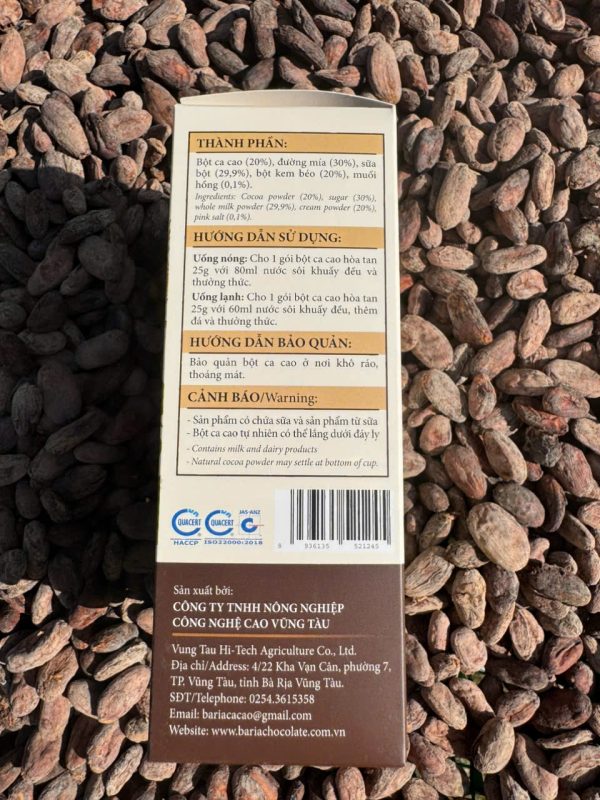 THÀNH PHẦN:
Bột ca cao (20%), đường mía (30%), sữa
bột (29,9%), bột kem béo (20%), muối
hồng (0,1%).
Ingredients: Cocoa powder (20%), sugar (30%),
whole milk powder (29,9%), cream powder (20%),
pink salt (0,1%).
HƯỚNG DẪN SỬ DỤNG:
Uống nóng: Cho 1 gói bột ca cao hòa tan
25g với 80ml nước sôi khuấy đều và
thưởng thức.
Uống lạnh: Cho 1 gói bột ca cao hòa tan
25g với 60ml nước sôi khuấy đều, thêm
đá và thưởng thức.
HƯỚNG DẪN BẢO QUẢN:
Bảo quản bột ca cao ở nơi khô ráo,
thoáng mát.
CẢNH BÁO/Warning:
- Sản phẩm có chứa sữa và sản phẩm từ sữa
- Bột ca cao tự nhiên có thể lắng dưới đáy ly
- Contains milk and dairy products
- Natural cocoa powder may settle at bottom of cup.
QUACERT QUACERT JAS-ANZ
HACCP ISO22000:2018
8 936135 521245
Sản xuất bởi:
CÔNG TY TNHH NÔNG NGHIỆP
CÔNG NGHỆ CAO VŨNG TÀU
Vung Tau Hi-Tech Agriculture Co., Ltd.
Địa chỉ/Address: 4/22 Kha Vạn Cân, phường 7,
TP. Vũng Tàu, tỉnh Bà Rịa Vũng Tàu.
SĐT/Telephone: 0254.3615358
Email: bariacacao@gmail.com
Website: www.bariachocolate.com.vn